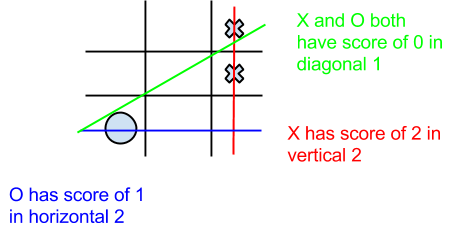 X and O both
have score of 0 in
diagonal 1
X has score of 2 in
vertical 2
O has score of 1
in horizontal 2